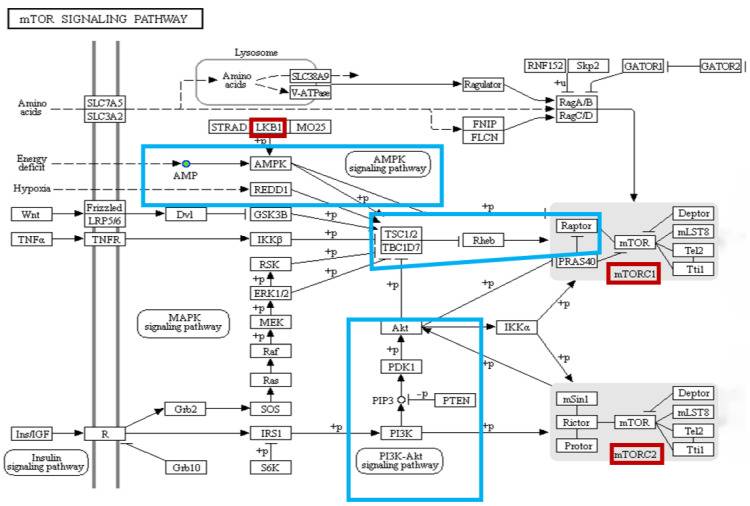 mTOR SIGNALING PATHWAY
Lysosome
Amino
acids
SLC38A9
V-ATPase
Ragulator
RNF152
Skp2
GATOR1
GATOR2
+u
Amino
acids
SLC7A5
SLC3A2
RagA/B
RagC/D
FNIP
FLCN
STRAD
LKB1
MO25
+p
Energy
deficit
AMP
AMPK
AMPK
signaling pathway
Hypoxia
REDD1
+p
+p
Wnt
Frizzled
LRP5/6
Dvl
GSK3B
+p
TNFα
TNFR
IKKβ
+p
TSC1/2
TBC1D7
Rheb
Raptor
PRAS40
mTOR
Deptor
mLST8
Tel2
Tti1
mTORC1
RSK
+p
+p
ERK1/2
+p
+p
+p
MEK
+p
Raf
Ras
MAPK
signaling pathway
Akt
+p
PDK1
PIP3
-p
PTEN
IKKα
+p
+p
+p
Grb2
SOS
Ins/IGF
R
IRS1
+p
PI3K
+p
Grb10
+p
S6K
Insulin
signaling pathway
PI3K-Akt
signaling pathway
mSin1
Rictor
Protor
mTOR
Deptor
mLST8
Tel2
Tti1
mTORC2